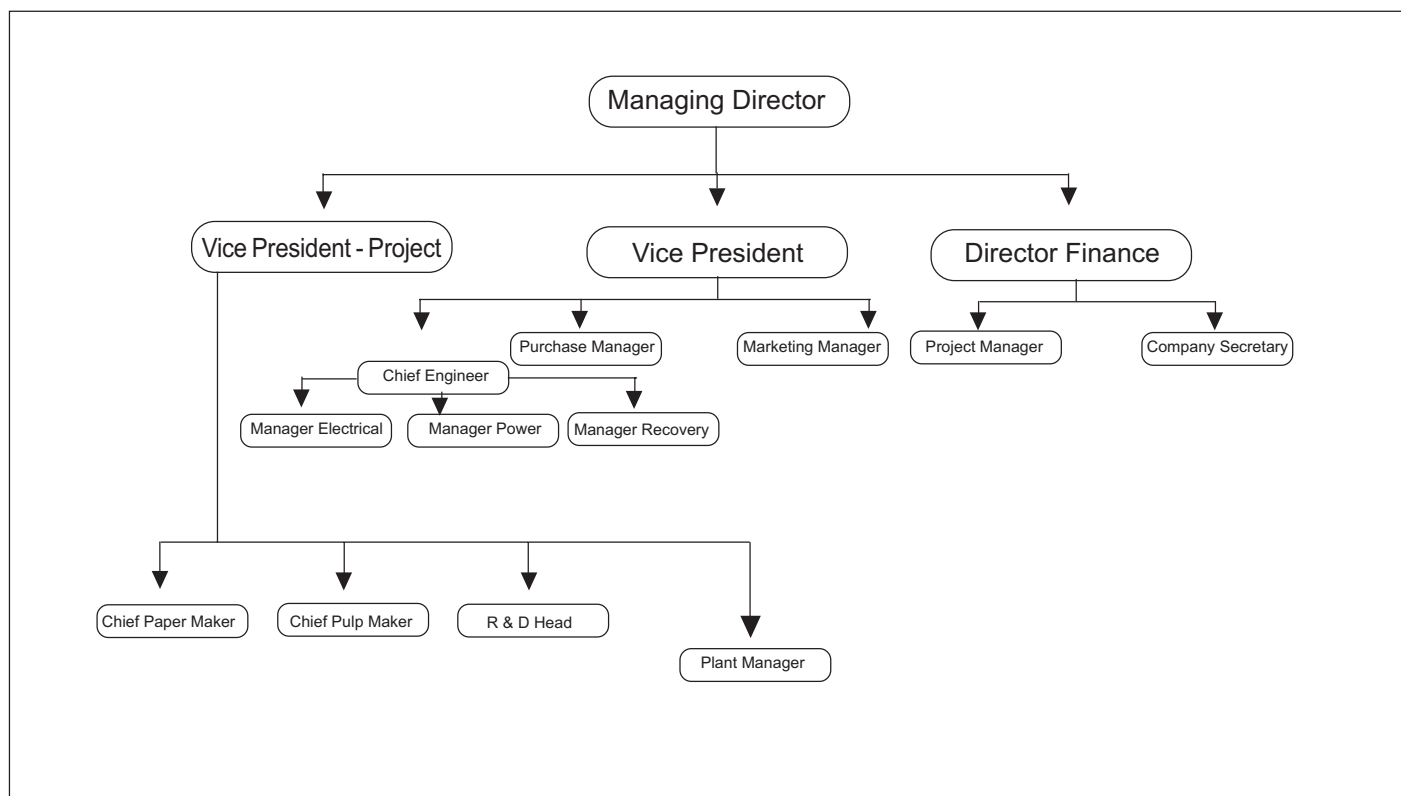 Managing Director
Vice President - Project
Vice President
Director Finance
Purchase Manager
Marketing Manager
Project Manager
Company Secretary
Chief Engineer
Manager Electrical
Manager Power
Manager Recovery
Chief Paper Maker
Chief Pulp Maker
R & D Head
Plant Manager